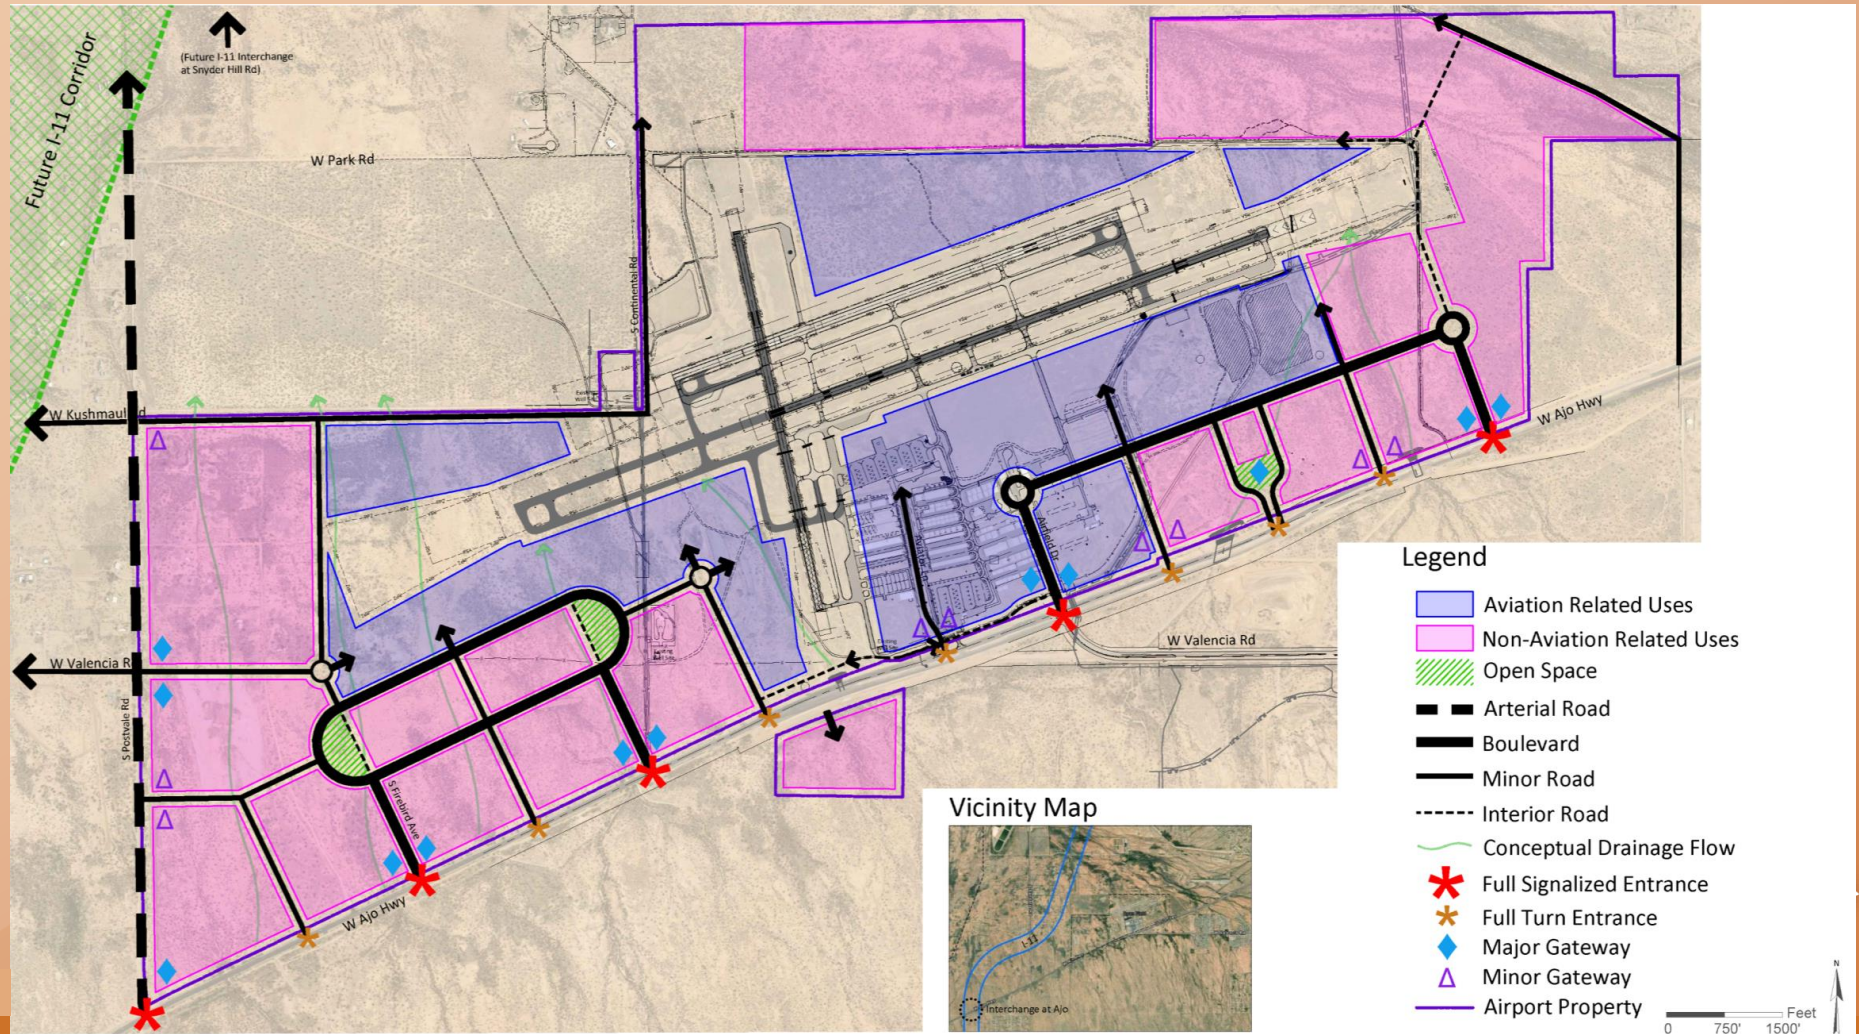 Future I-11 Corridor
(Future I-11 Interchange
at Snyder Hill Rd)
W Park Rd
S Continental Rd
W Kushmaul Rd
W Ajo Hwy
Airfield Dr
Aviator Ln
W Valencia Rd
W Valencia R
S Postvale Rd
S Firebird Ave
W Ajo Hwy
Legend
Aviation Related Uses
Non-Aviation Related Uses
Open Space
Arterial Road
Boulevard
Minor Road
Interior Road
Conceptual Drainage Flow
Full Signalized Entrance
Full Turn Entrance
Major Gateway
Minor Gateway
Airport Property
Vicinity Map
I-11
Interchange at Ajo
N
Feet
0 750' 1500'